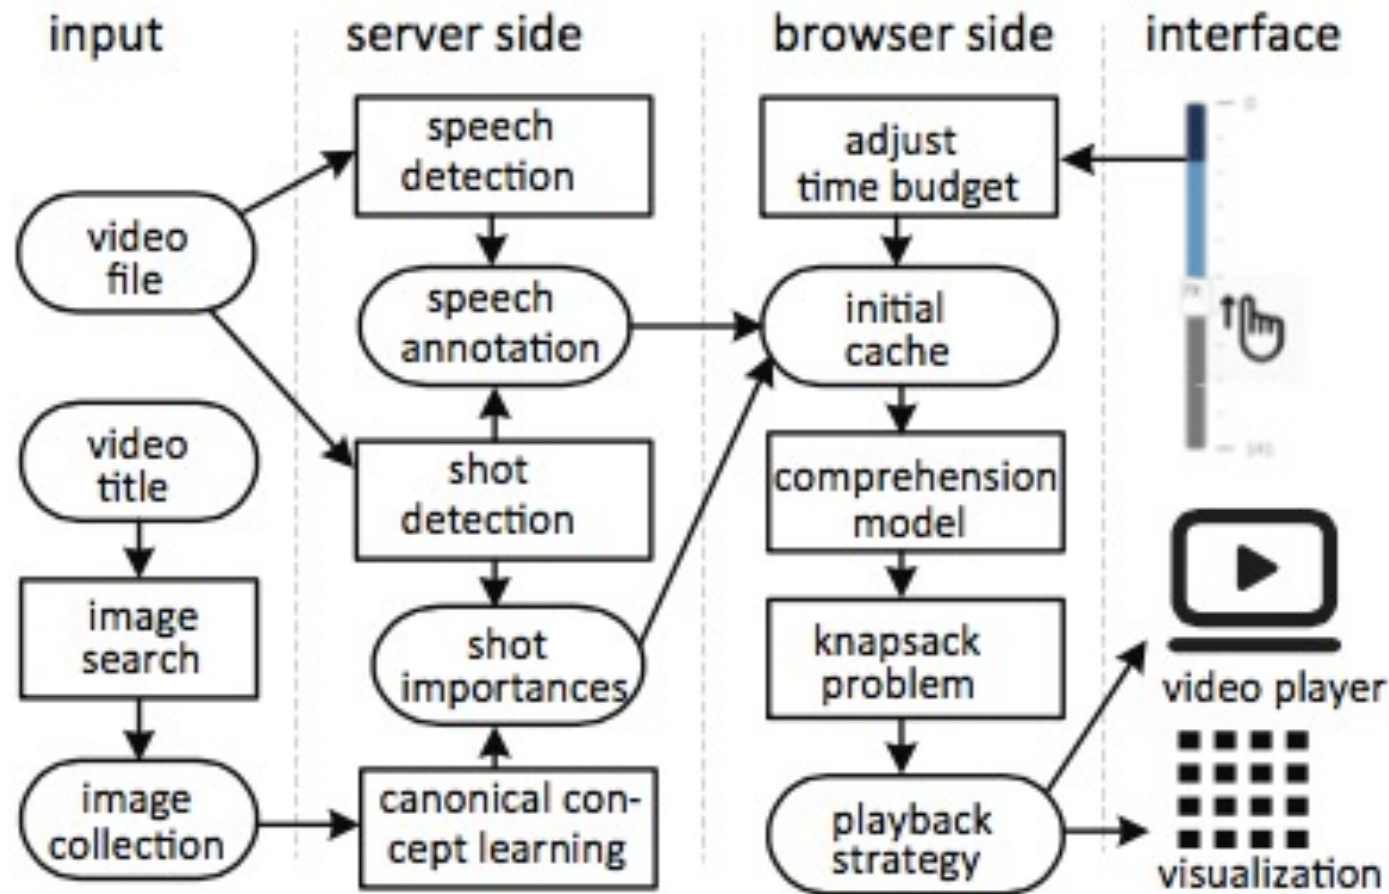 input
server side
browser side
interface
video
file
video
title
image
search
image
collection
speech
detection
speech
annotation
shot
detection
shot
importances
canonical con-
cept learning
adjust
time budget
initial
cache
comprehension
model
knapsack
problem
playback
strategy
0
video player
visualization